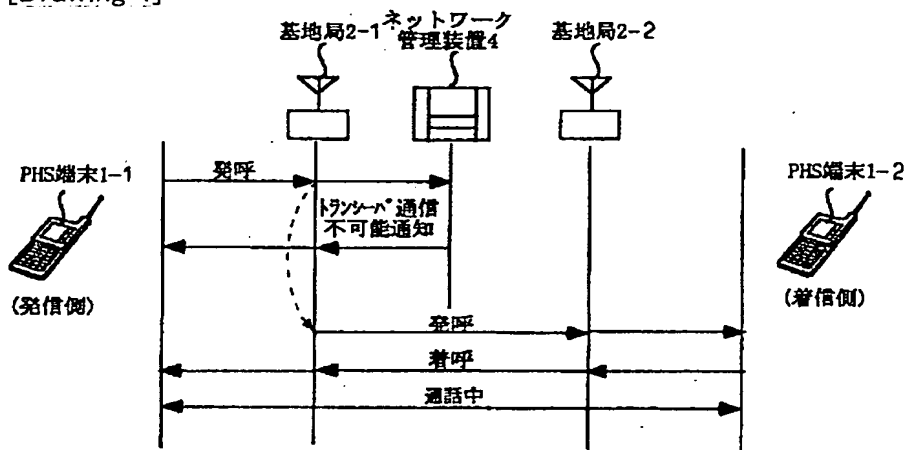 [Drawing 4]
基地局2-1
ネットワーク
管理装置4
基地局2-2
PHS端末1-1
発呼
PHS端末1-2
トランシーバ通信
不可能通知
(発信側)
(着信側)
発呼
着呼
通話中